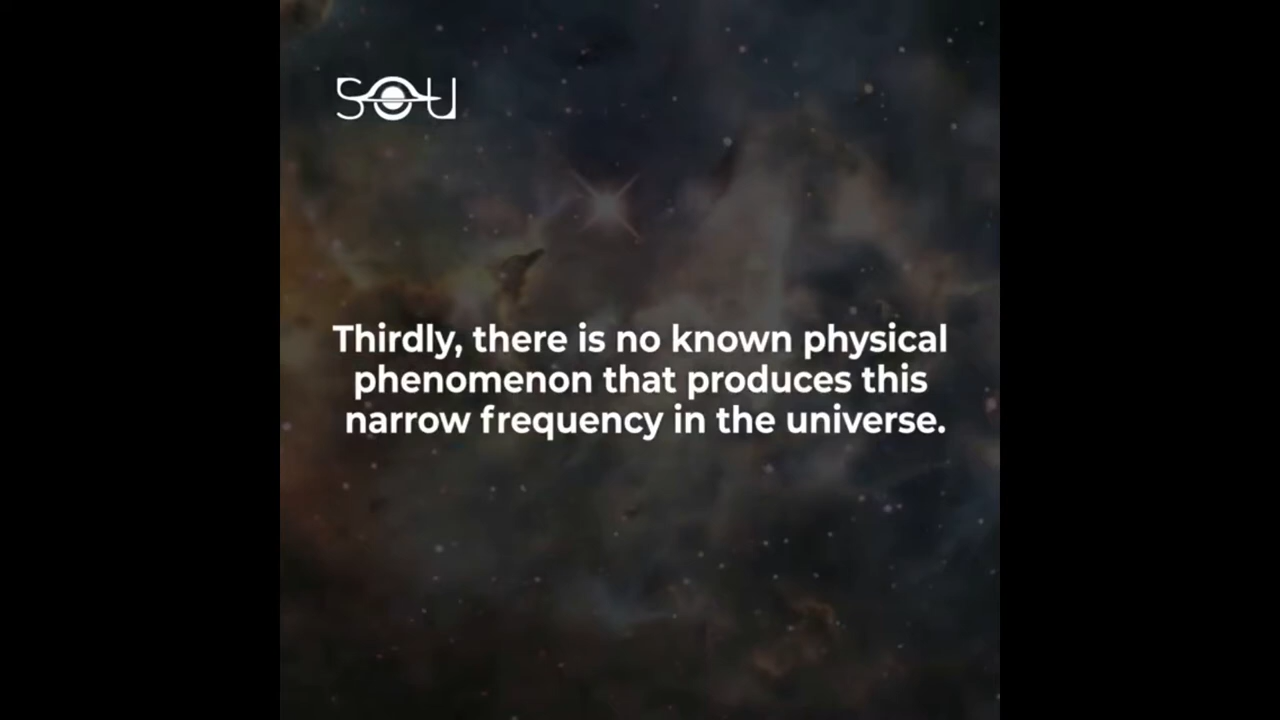 SOU
Thirdly, there is no known physical
phenomenon that produces this
narrow frequency in the universe.